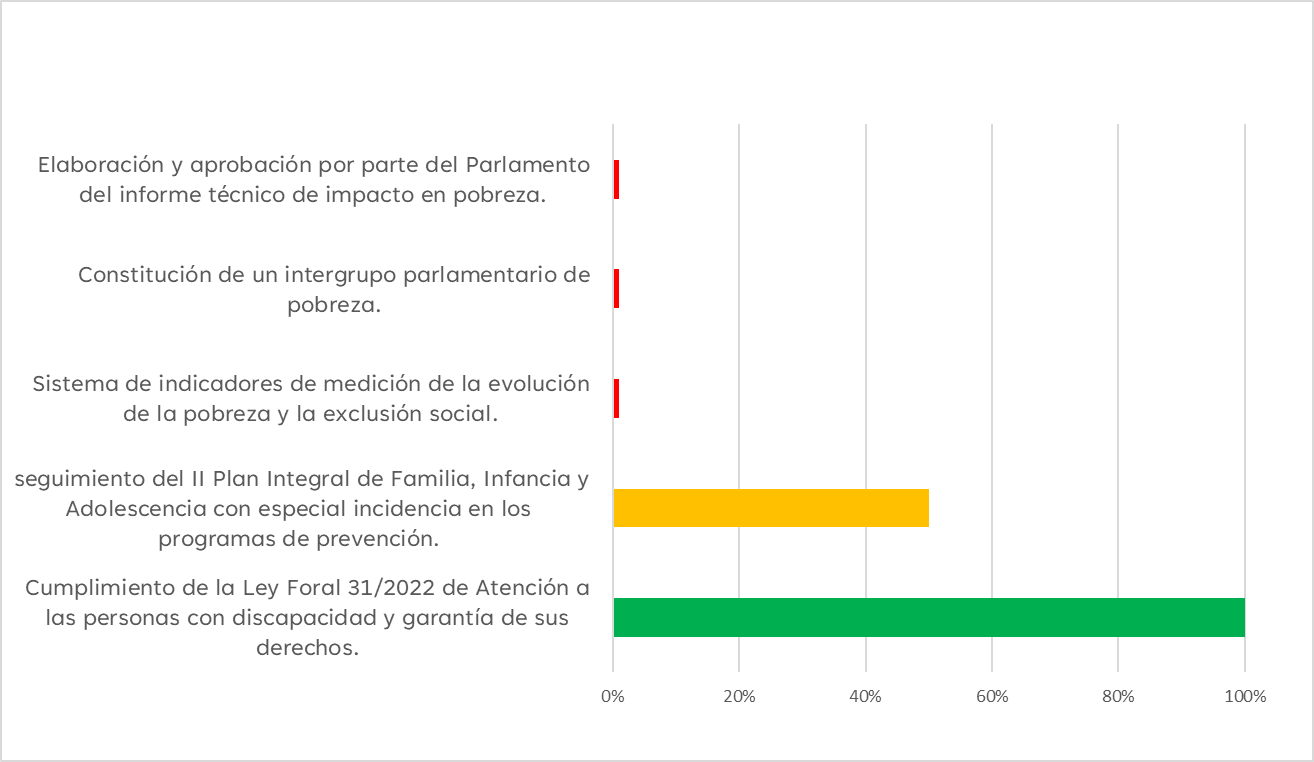 Elaboración y aprobación por parte del Parlamento
del informe técnico de impacto en pobreza.
Constitución de un intergrupo parlamentario de
pobreza.
Sistema de indicadores de medición de la evolución
de la pobreza y la exclusión social.
seguimiento del II Plan Integral de Familia, Infancia y
Adolescencia con especial incidencia en los
programas de prevención.
Cumplimiento de la Ley Foral 31/2022 de Atención a
las personas con discapacidad y garantía de sus
derechos.
0% 20% 40% 60% 80% 100%